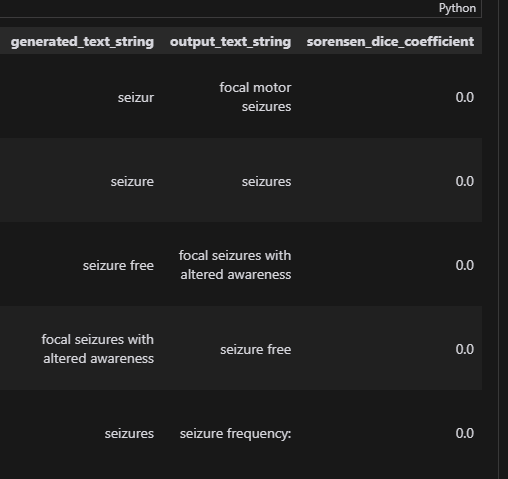 Python
generated_text_string output_text_string sorensen_dice_coefficient
seizur focal motor seizures 0.0
seizure seizures 0.0
seizure free focal seizures with altered awareness 0.0
focal seizures with altered awareness seizure free 0.0
seizures seizure frequency: 0.0